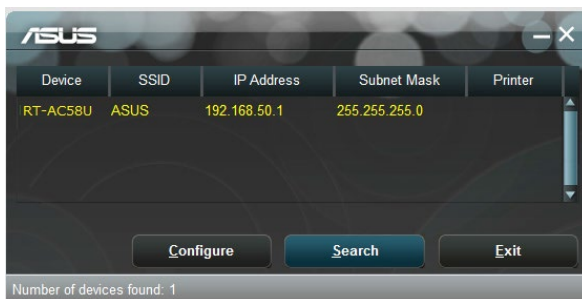 ASUS
Device SSID IP Address Subnet Mask Printer
RT-AC58U ASUS 192.168.50.1 255.255.255.0
Configure Search Exit
Number of devices found: 1